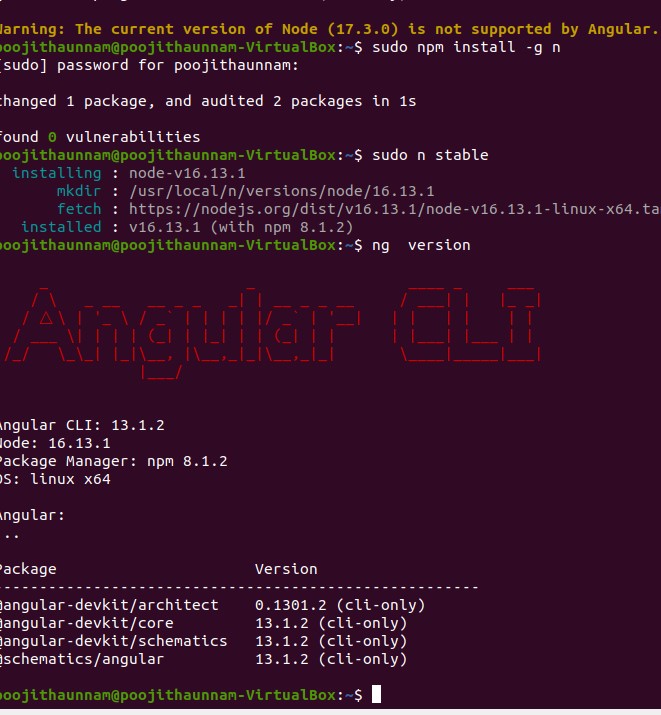 Warning: The current version of Node (17.3.0) is not supported by Angular.
poojithaunnam@poojithaunnam-VirtualBox:~$ sudo npm install -g n
[sudo] password for poojithaunnam:
changed 1 package, and audited 2 packages in 1s
found 0 vulnerabilities
poojithaunnam@poojithaunnam-VirtualBox:~$ sudo n stable
installing : node-v16.13.1
mkdir : /usr/local/n/versions/node/16.13.1
fetch : https://nodejs.org/dist/v16.13.1/node-v16.13.1-linux-x64.ta
installed : v16.13.1 (with npm 8.1.2)
poojithaunnam@poojithaunnam-VirtualBox:~$ ng  version
Angular CLI
Angular CLI: 13.1.2
Node: 16.13.1
Package Manager: npm 8.1.2
OS: linux x64
Angular:
...
Package Version
------------------------------------------------------
@angular-devkit/architect 0.1301.2 (cli-only)
@angular-devkit/core 13.1.2 (cli-only)
@angular-devkit/schematics 13.1.2 (cli-only)
@schematics/angular 13.1.2 (cli-only)
poojithaunnam@poojithaunnam-VirtualBox:~$